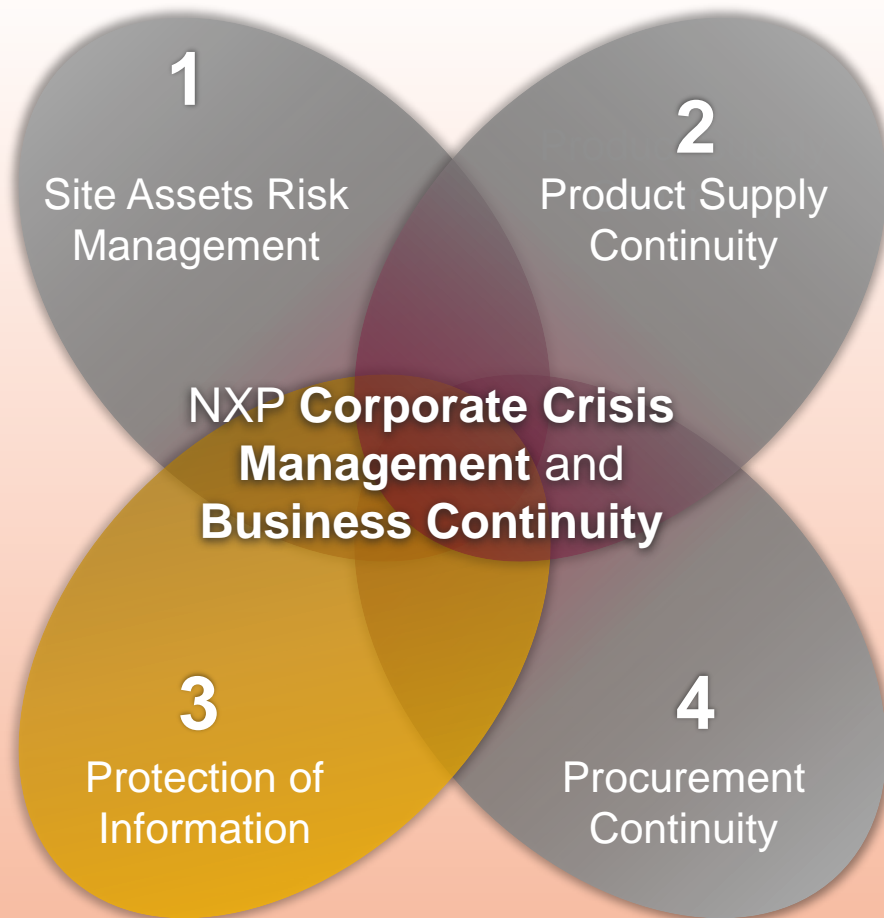 1
Site Assets Risk
Management
2
Product Supply
Continuity
NXP Corporate Crisis
Management and
Business Continuity
3
Protection of
Information
4
Procurement
Continuity